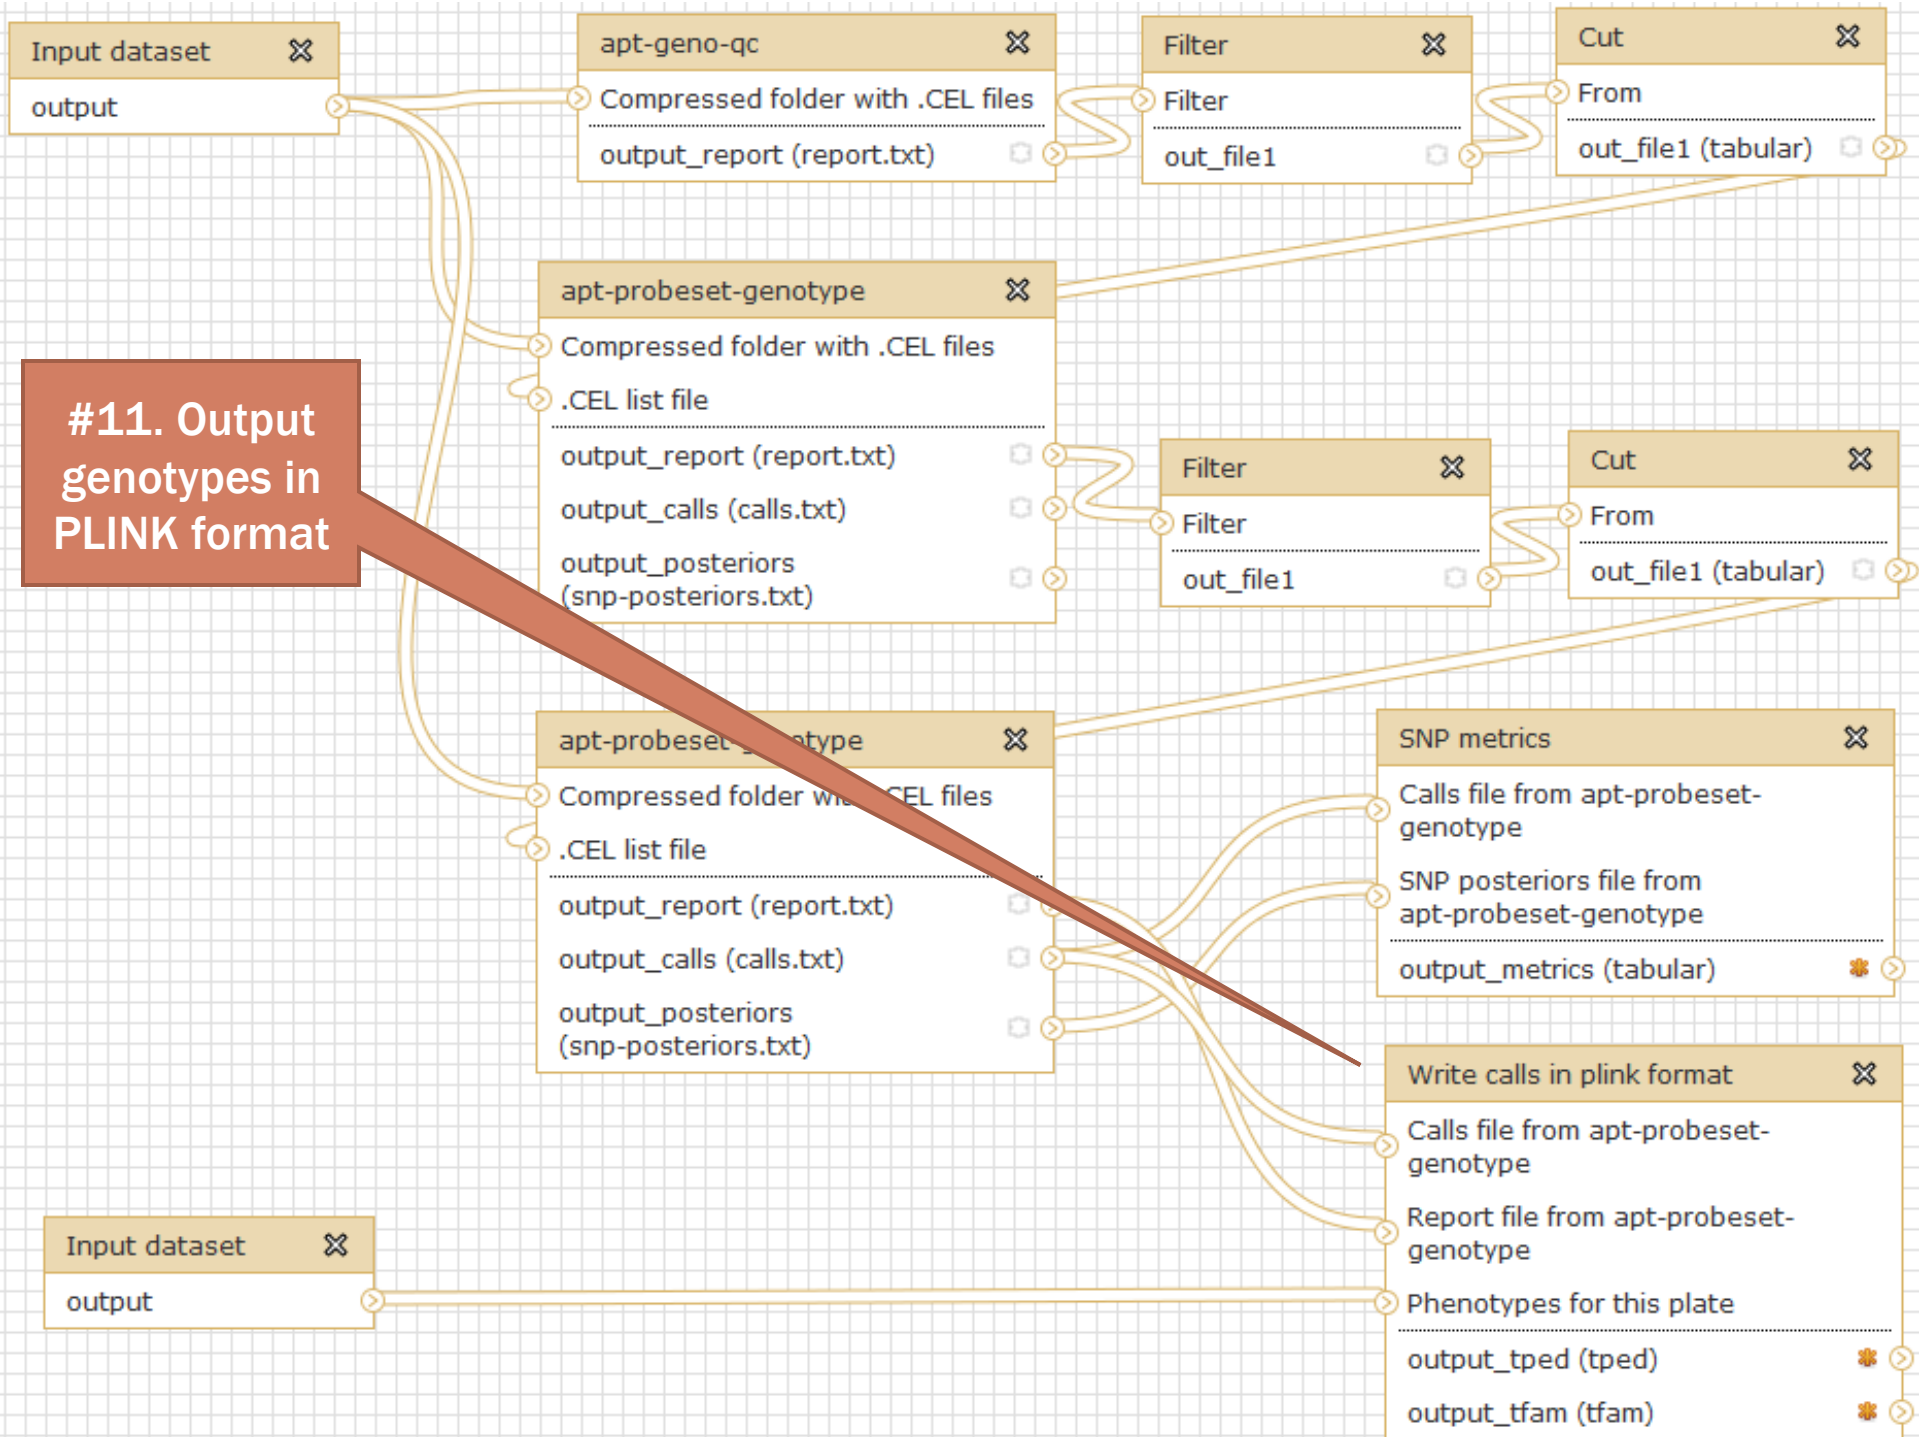 Input dataset
output
apt-geno-qc
Compressed folder with .CEL files
output_report (report.txt)
Filter
Filter
out_file1
Cut
From
out_file1 (tabular)
apt-probeset-genotype
Compressed folder with .CEL files
.CEL list file
output_report (report.txt)
output_calls (calls.txt)
output_posteriors
(snp-posteriors.txt)
#11. Output
genotypes in
PLINK format
Filter
Filter
out_file1
Cut
From
out_file1 (tabular)
apt-probeset-genotype
Compressed folder with .CEL files
.CEL list file
output_report (report.txt)
output_calls (calls.txt)
output_posteriors
(snp-posteriors.txt)
SNP metrics
Calls file from apt-probeset-
genotype
SNP posteriors file from
apt-probeset-genotype
output_metrics (tabular)
Write calls in plink format
Calls file from apt-probeset-
genotype
Report file from apt-probeset-
genotype
Phenotypes for this plate
output_tped (tped)
output_tfam (tfam)
Input dataset
output